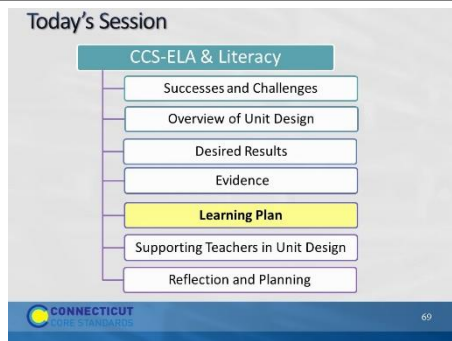 Today's Session
CCS-ELA & Literacy
Successes and Challenges
Overview of Unit Design
Desired Results
Evidence
Learning Plan
Supporting Teachers in Unit Design
Reflection and Planning
CONNECTICUT
CORE STANDARDS
69